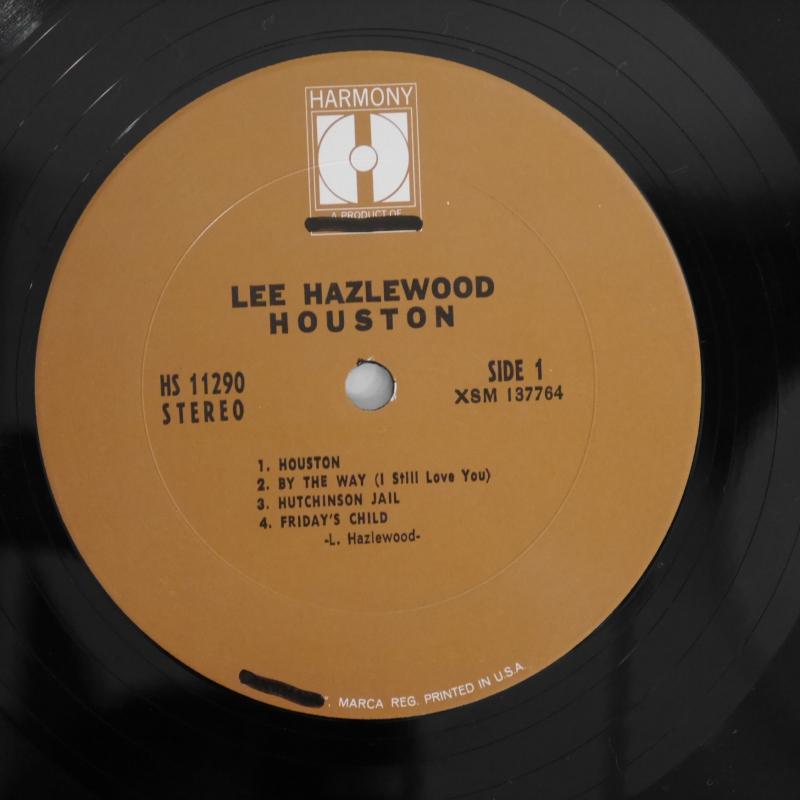 HARMONY
A PRODUCT OF
LEE HAZLEWOOD
HOUSTON
HS 11290
STEREO
SIDE 1
XSM 137764
1. HOUSTON
2. BY THE WAY (I Still Love You)
3. HUTCHINSON JAIL
4. FRIDAY'S CHILD
-L. Hazlewood-
. MARCA REG. PRINTED IN U.S.A.